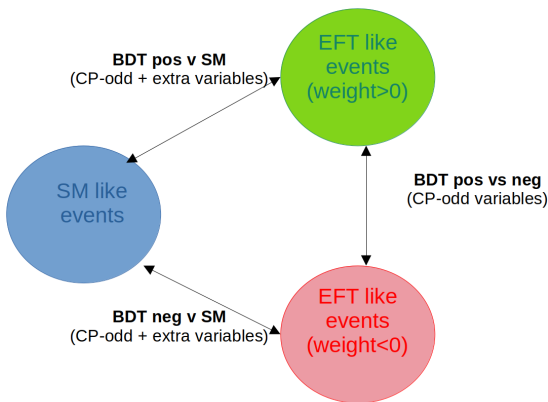 BDT pos v SM
(CP-odd + extra variables)
EFT like
events
(weight>0)
SM like
events
BDT pos vs neg
(CP-odd variables)
BDT neg v SM
(CP-odd + extra variables)
EFT like
events
(weight<0)